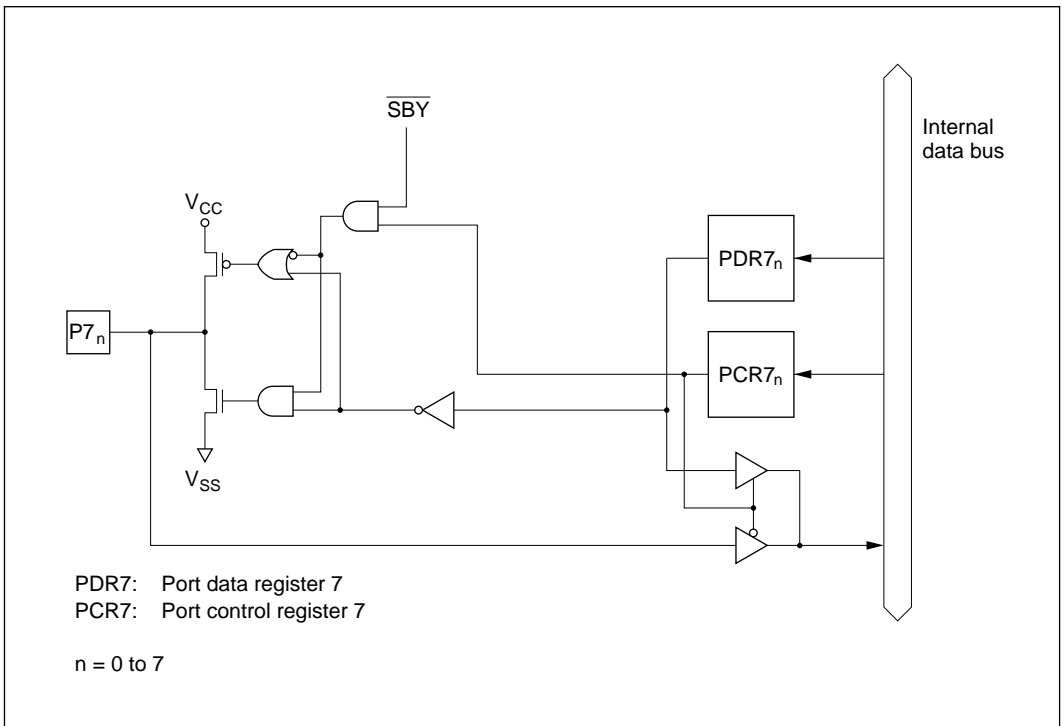 SBY
Internal
data bus
VCC
PDR7n
P7n
PCR7n
VSS
PDR7: Port data register 7
PCR7: Port control register 7
n = 0 to 7